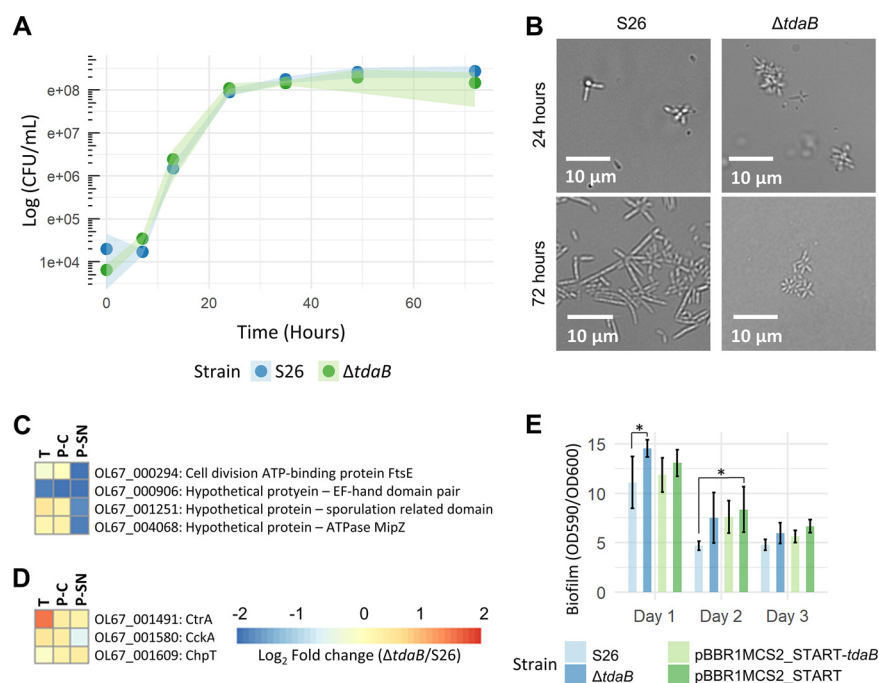 A
e+08
e+07
e+06
e+05
1e+04
Log (CFU/mL)
0 20 40 60
Time (Hours)
Strain S26 ΔtdaB
B
S26 ΔtdaB
24 hours
10 μm 10 μm
72 hours
10 μm 10 μm
C
T P-C P-SN
OL67_000294: Cell division ATP-binding protein FtsE
OL67_000906: Hypothetical protyein – EF-hand domain pair
OL67_001251: Hypothetical protein – sporulation related domain
OL67_004068: Hypothetical protein – ATPase MipZ
D
T P-C P-SN
OL67_001491: CtrA
OL67_001580: CckA
OL67_001609: ChpT
-2 -1 0 1 2
Log₂ Fold change (ΔtdaB/S26)
E
* *
15
10
5
0
Biofilm (OD590/OD600)
Day 1 Day 2 Day 3
Strain
S26 pBBR1MCS2_START-tdaB
ΔtdaB pBBR1MCS2_START